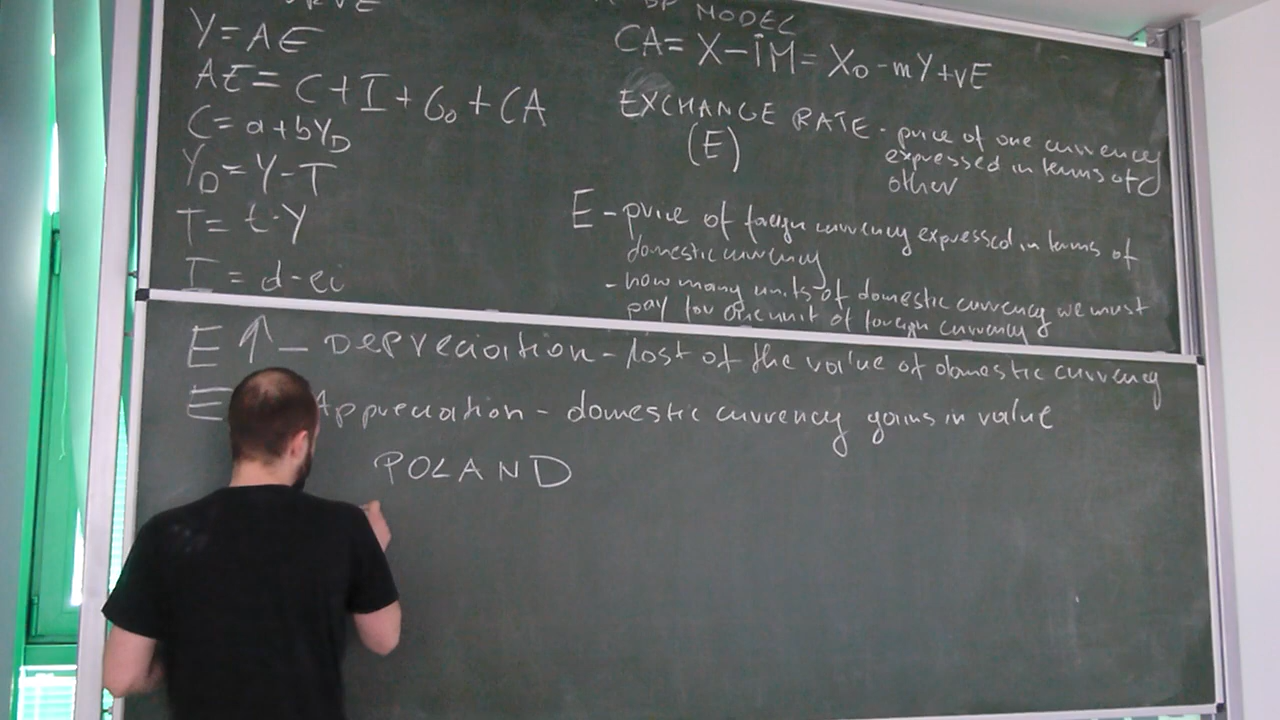 Y=AE
AE= C+I+G₀+CA
C= a+bY_D
Y_D=Y-T
T= t·Y
I = d-ei
BP MODEL
CA= X-IM= X₀-mY+vE
EXCHANGE RATE - price of one currency
(E)
expressed in terms of
other
E - price of foreign currency expressed in terms of
domestic currency
- how many units of domestic currency we must
pay for one unit of foreign currency
E ↑ - Depreciation - lost of the value of domestic currency
E Appreciation - domestic currency gains in value
POLAND